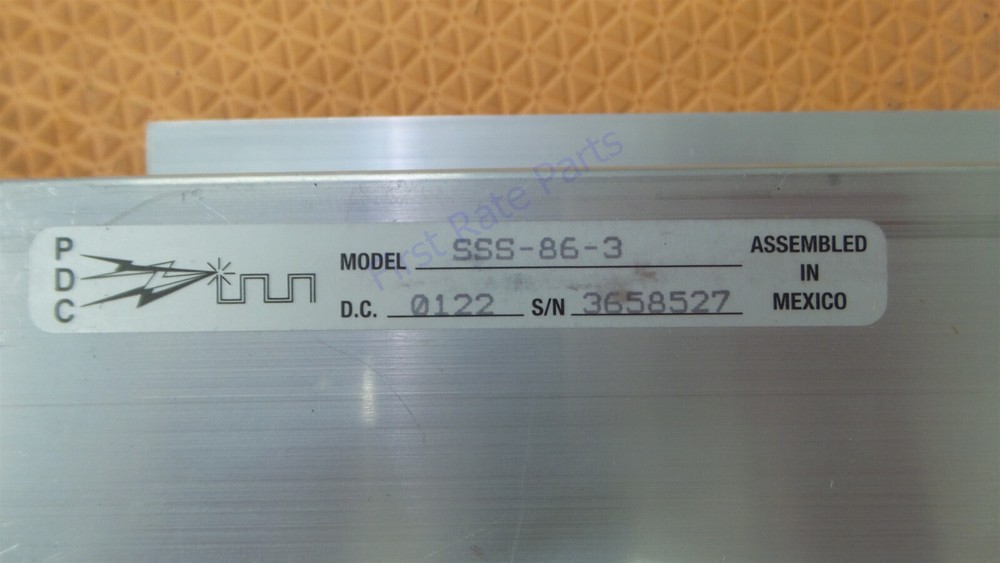 First Rate Parts
P
D
C
MODEL SSS-86-3
D.C. 0122 S/N 3658527
ASSEMBLED
IN
MEXICO